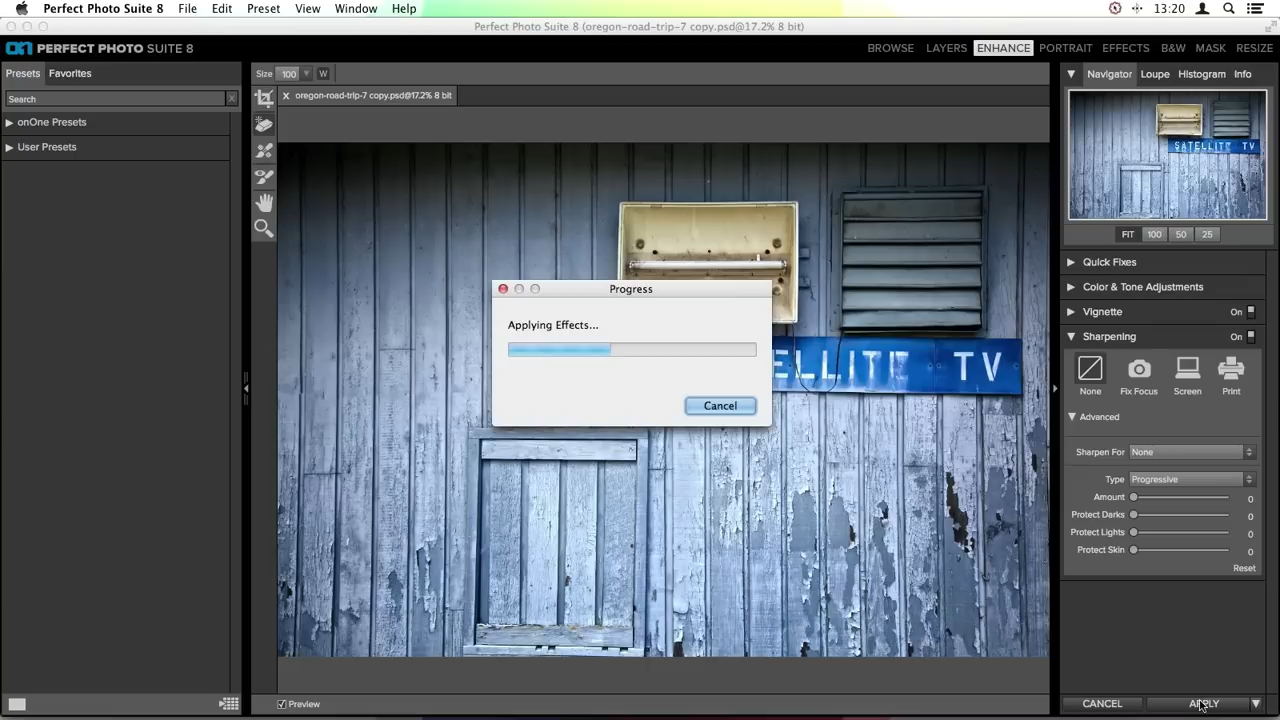 Perfect Photo Suite 8 File Edit Preset View Window Help 13:20
Perfect Photo Suite 8 (oregon-road-trip-7 copy.psd@17.2% 8 bit)
on PERFECT PHOTO SUITE 8 BROWSE LAYERS ENHANCE PORTRAIT EFFECTS B&W MASK RESIZE
Presets Favorites
Search
onOne Presets
User Presets
Size 100 W
oregon-road-trip-7 copy.psd@17.2% 8 bit
Progress
Applying Effects...
Cancel
ELLITE TV
Preview
Navigator Loupe Histogram Info
SATELLITE TV
FIT 100 50 25
Quick Fixes
Color & Tone Adjustments
Vignette On
Sharpening On
None Fix Focus Screen Print
Advanced
Sharpen For None
Type Progressive
Amount 0
Protect Darks 0
Protect Lights 0
Protect Skin 0
Reset
CANCEL APPLY